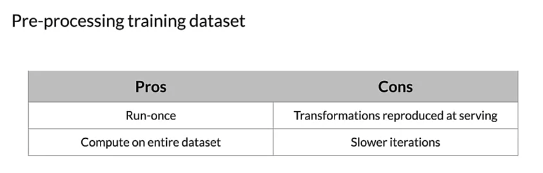 Pre-processing training dataset
Pros Cons
Run-once Transformations reproduced at serving
Compute on entire dataset Slower iterations